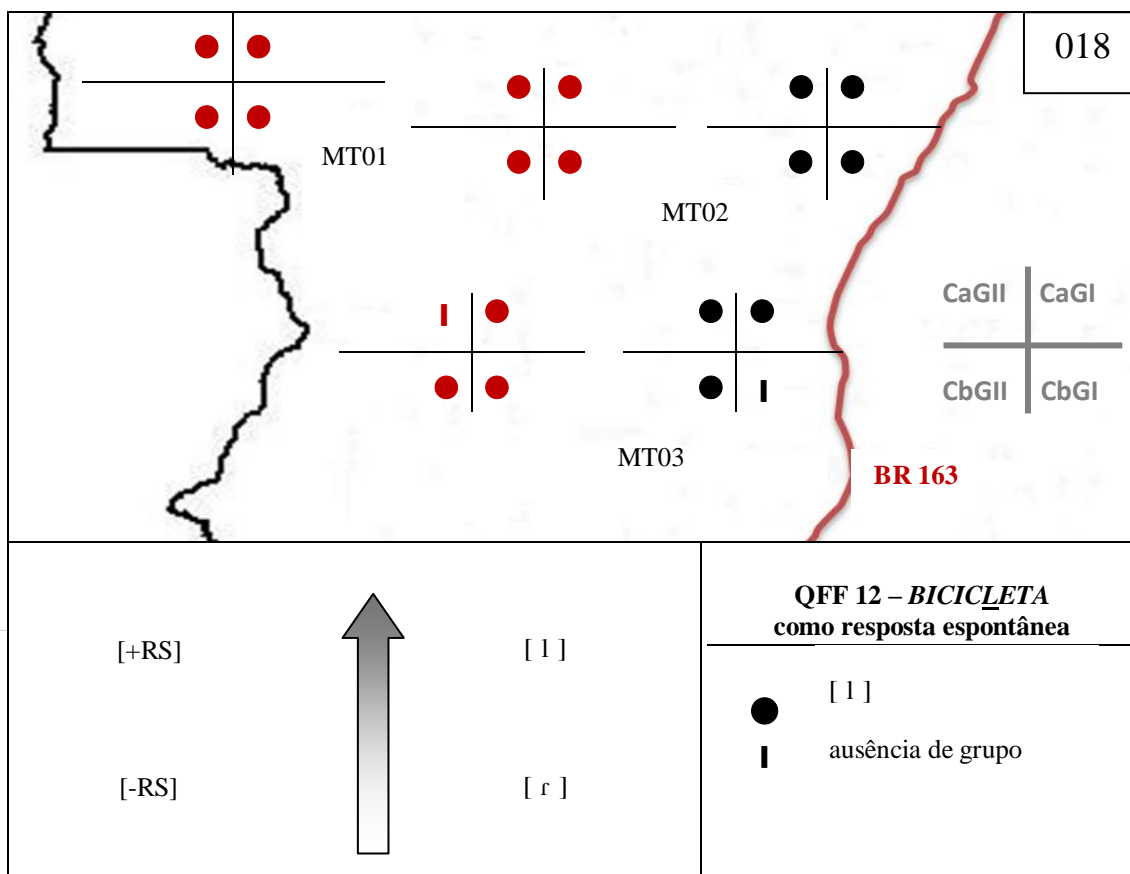 018
MT01
MT02
CaGII CaGI
CbGII CbGI
MT03
BR 163
[+RS]
[ l ]
[-RS]
[ ɾ ]
QFF 12 – BICICLETA
como resposta espontânea
[ l ]
ausência de grupo